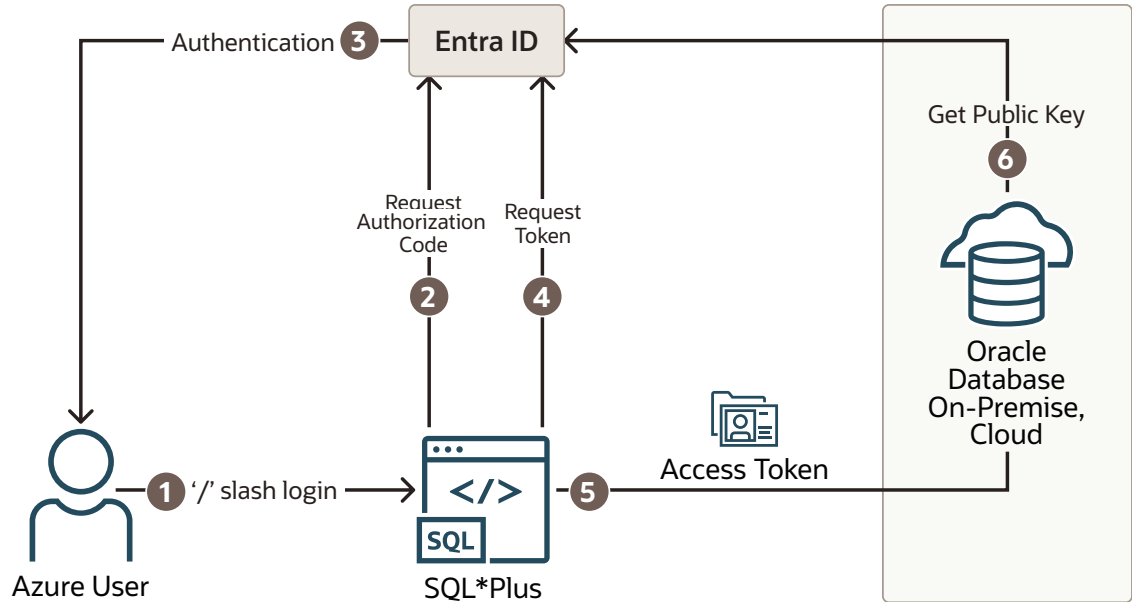 Authentication 3
Entra ID
Get Public Key
6
Request
Authorization
Code
2
Request
Token
4
Oracle
Database
On-Premise,
Cloud
Access Token
1 '/' slash login
</>
SQL
5
Azure User
SQL*Plus